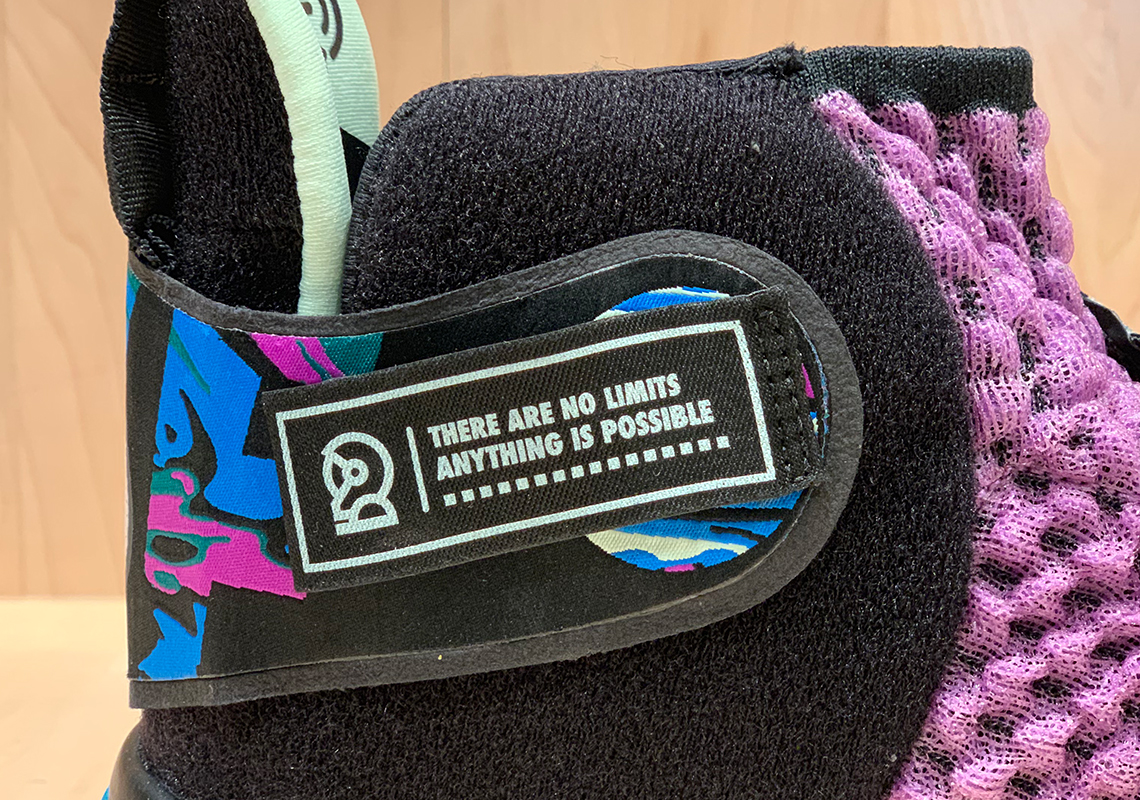 THERE ARE NO LIMITS
ANYTHING IS POSSIBLE